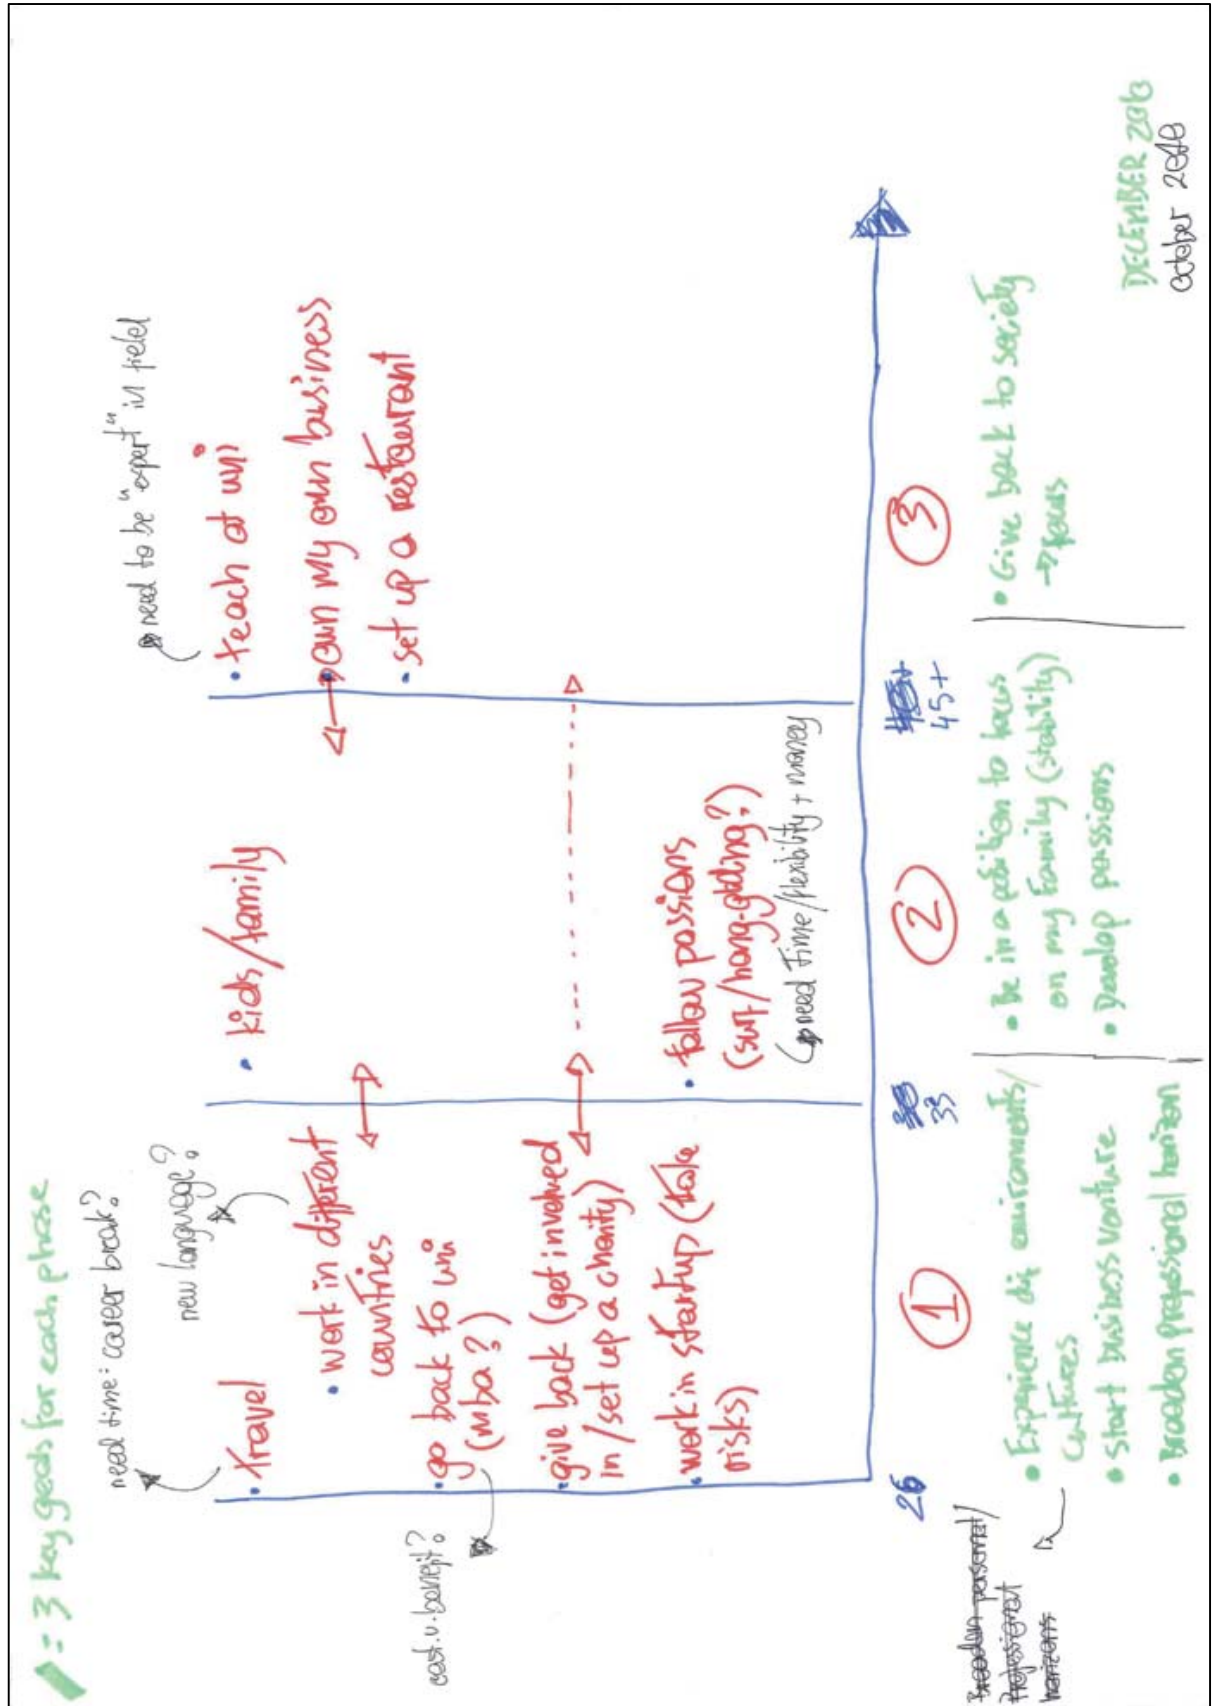 = 3 key goods for each phase
need time: career break?
new language?
need to be "expert" in field
• travel
• work in different
countries
cost.v.benefit?
• go back to uni
(mba?)
• give back (get involved
in / set up a charity)
• work in startup (take
risks)
• kids/family
• follow passions
(surf/hang-gliding?)
need time/flexibility + money
• teach at uni
• own my own business
• set up a restaurant
26
1
35
2
45+
3
Broaden personal/
Professional
horizons
• Experience dif environments/
cultures
• start business venture
• Broaden professional horizon
• Be in a position to focus
on my family (stability)
• Develop passions
• Give back to society
→ focus
DECEMBER 2013
october 2010